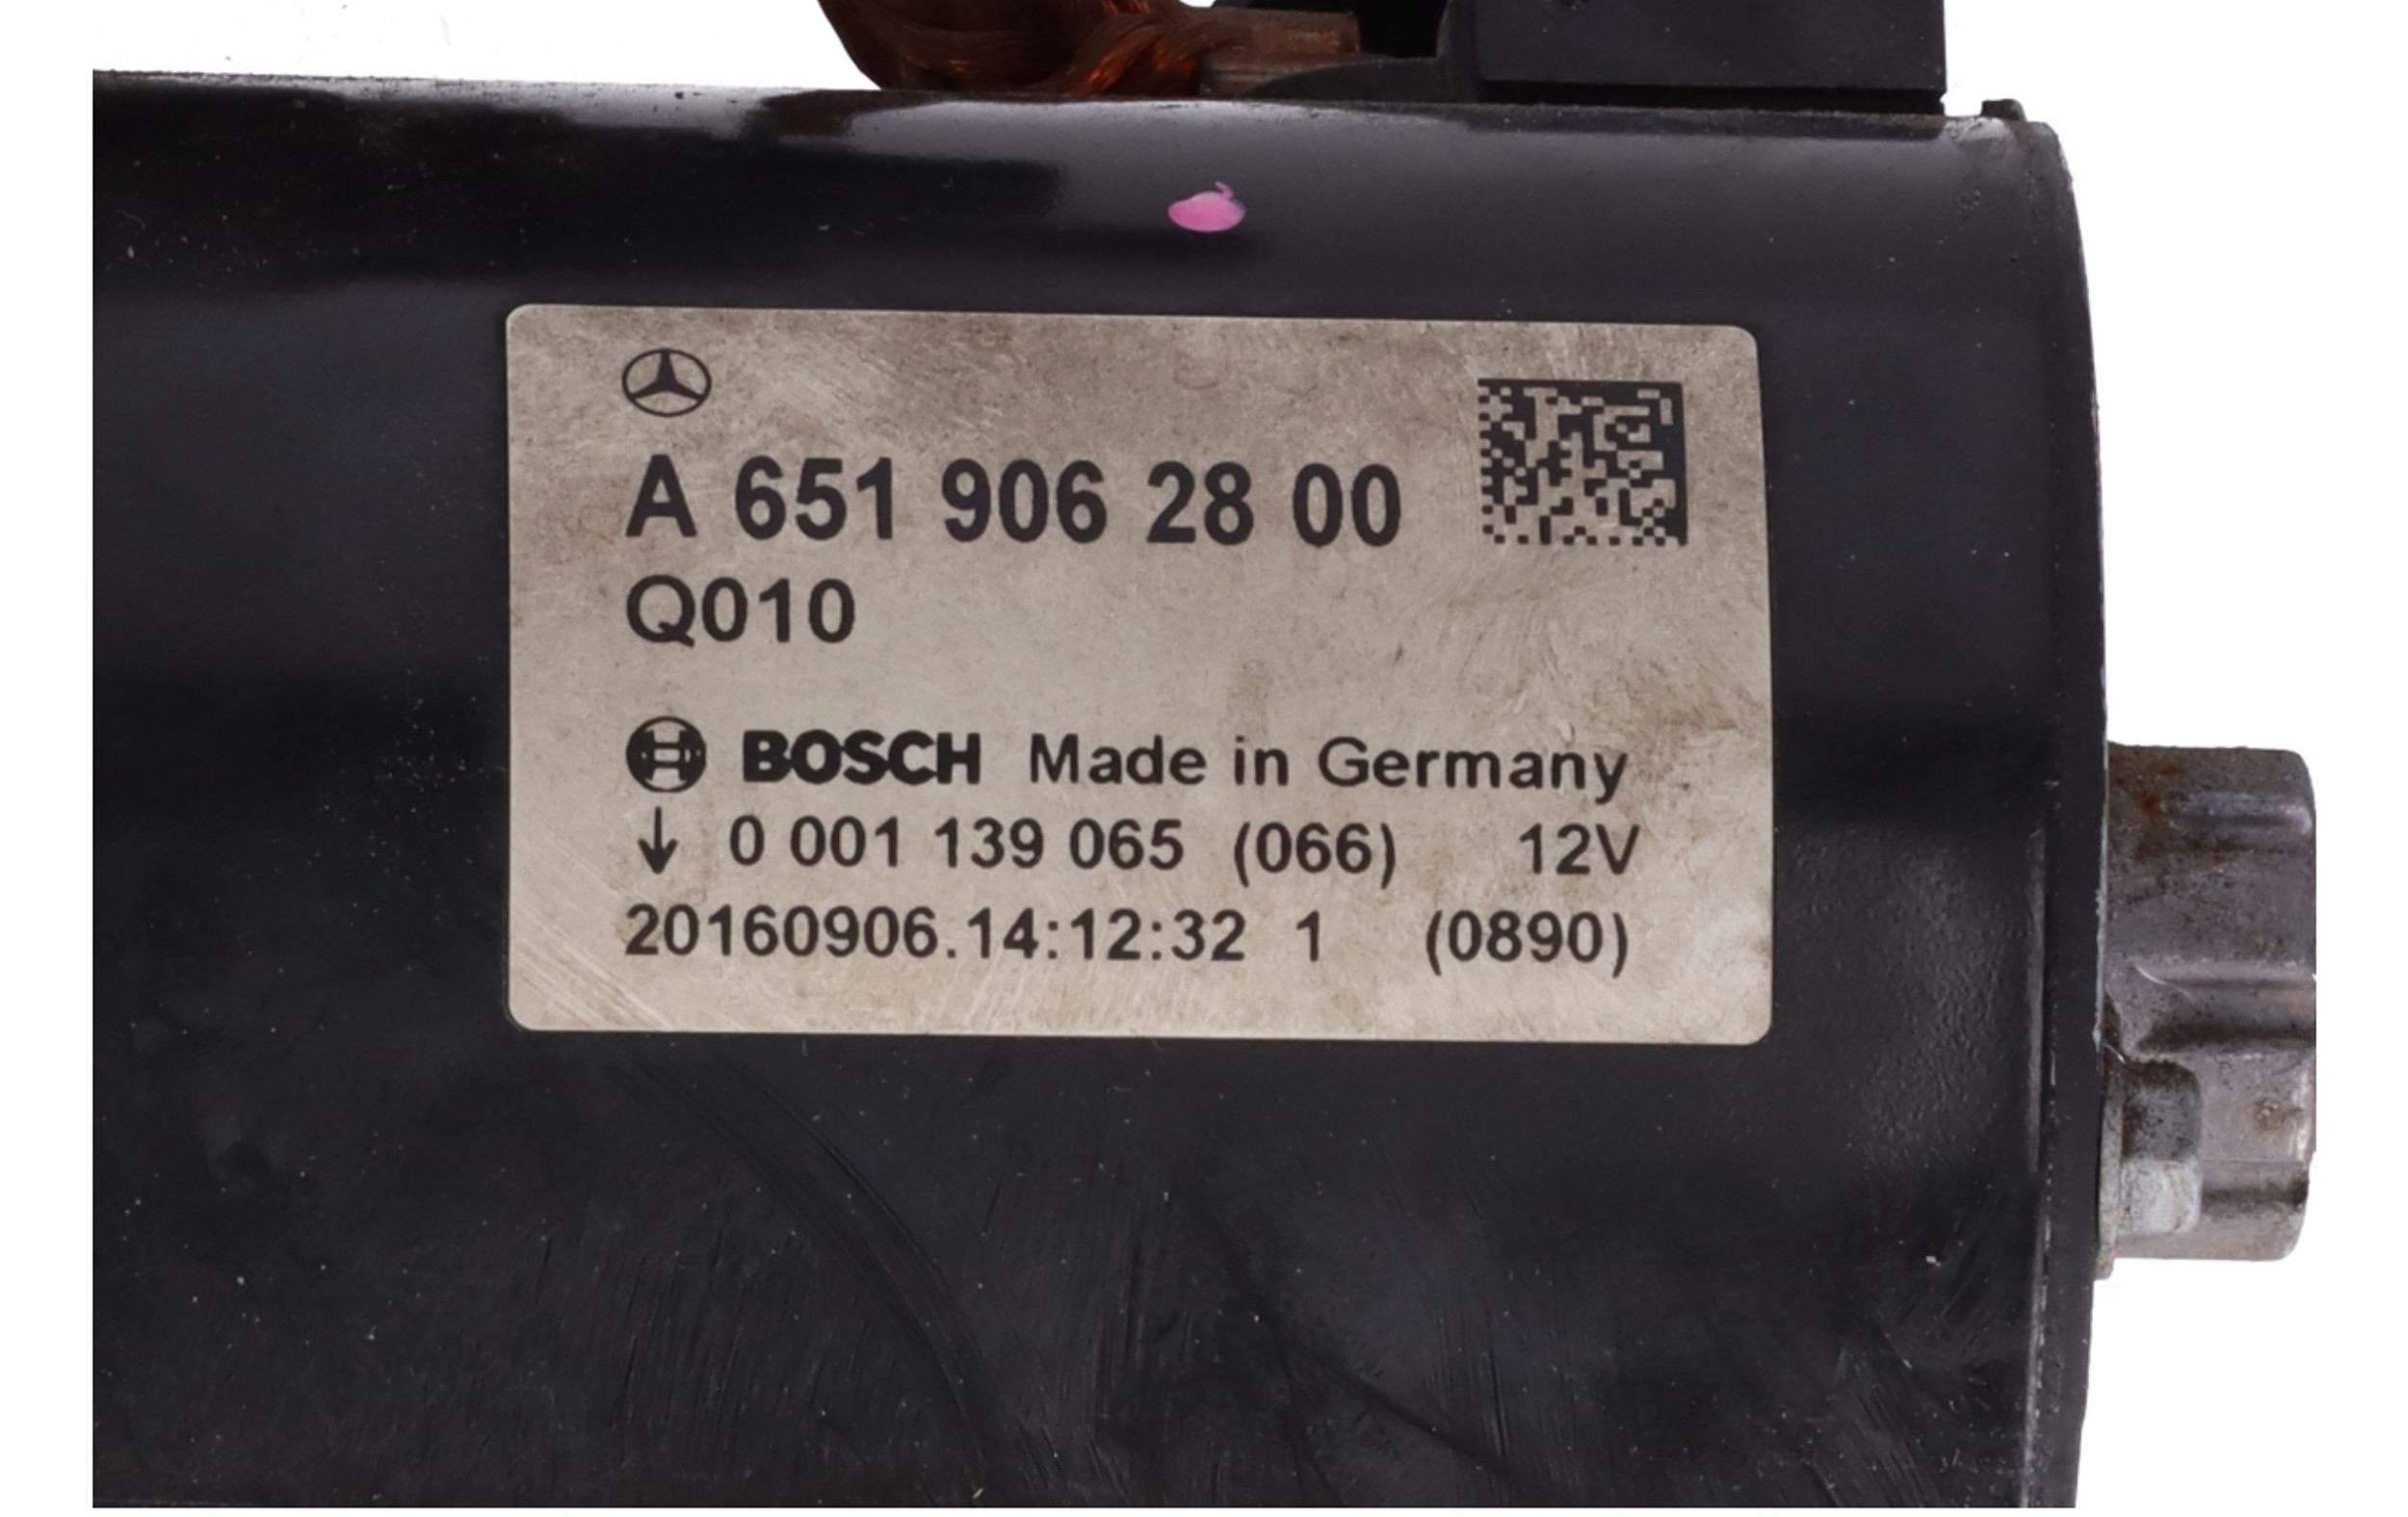 A 651 906 28 00
Q010
BOSCH Made in Germany
↓ 0 001 139 065 (066) 12V
20160906.14:12:32 1 (0890)